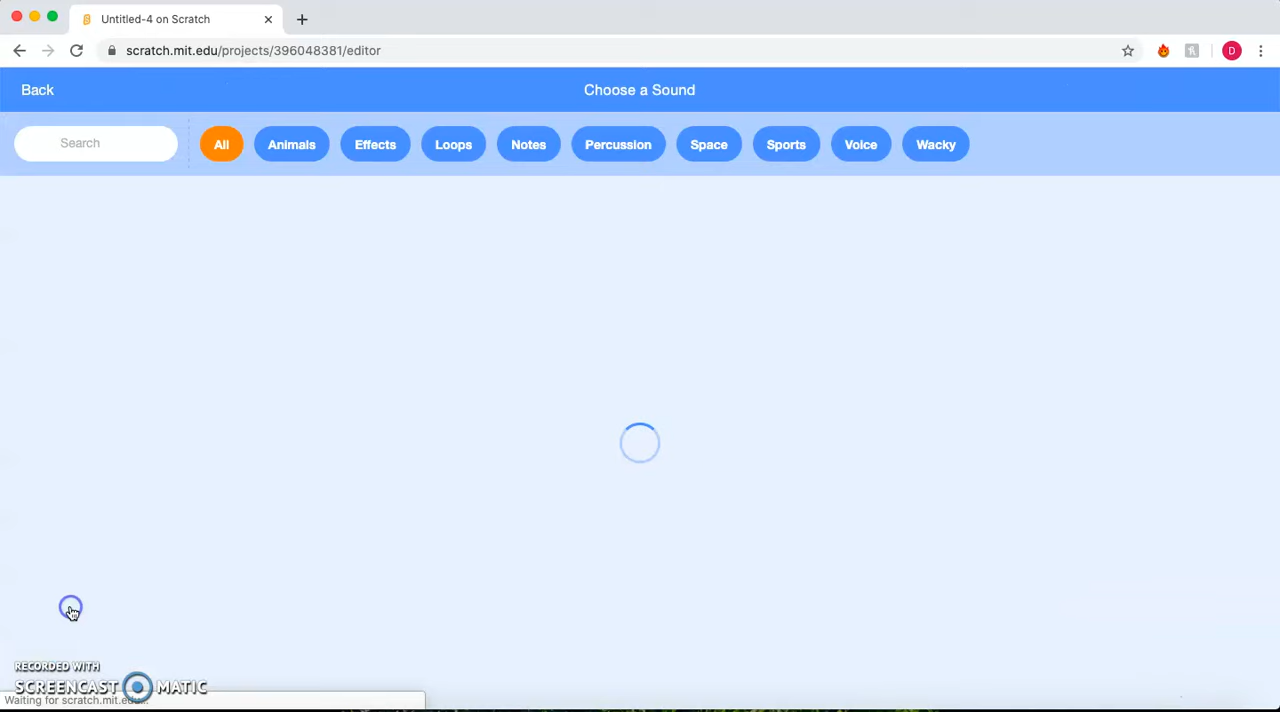 Untitled-4 on Scratch
scratch.mit.edu/projects/396048381/editor
D
Back
Choose a Sound
Search
All
Animals
Effects
Loops
Notes
Percussion
Space
Sports
Voice
Wacky
RECORDED WITH
SCREENCAST MATIC
Waiting for scratch.mit.edu...